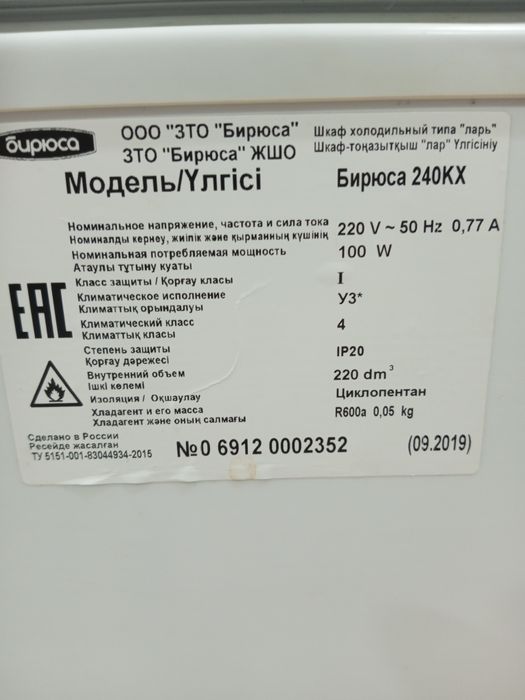 бирюса
ООО "ЗТО "Бирюса" Шкаф холодильный типа "ларь"
ЗТО "Бирюса" ЖШО Шкаф-тоңазытқыш "лар" Үлгісініү
Модель/Үлгісі Бирюса 240КХ
Номинальное напряжение, частота и сила тока 220 V ~ 50 Hz 0,77 A
Номиналды кернеу, жиілік және қырманның күшінің
Номинальная потребляемая мощность 100 W
Атаулы тұтыну куаты
Класс защиты / Қорғау класы I
Климатическое исполнение У3*
Климаттық орындалуы
Климатический класс 4
Климаттық класы
Степень защиты IP20
Қорғау дәрежесі
Внутренний объем 220 dm³
Ішкі көлемі
Изоляция / Оқшаулау Циклопентан
Хладагент и его масса R600a 0,05 kg
Хладагент және оның салмағы
ЕАС
Сделано в России
Ресейде жасалған
ТУ 5151-001-83044934-2015
№0 6912 0002352 (09.2019)